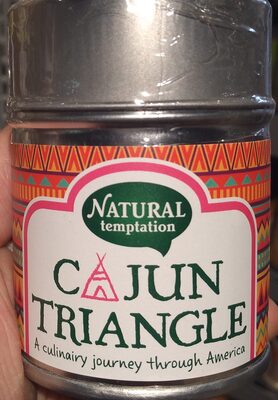 NATURAL
temptation
CAJUN
TRIANGLE
A culinairy journey through America